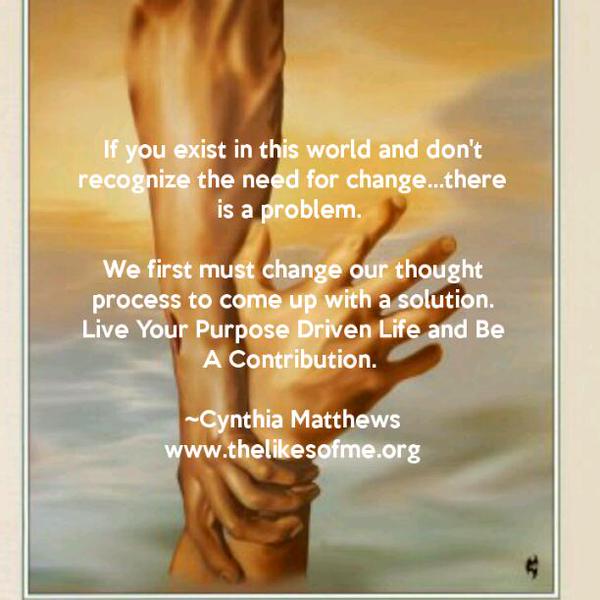 If you exist in this world and don't
recognize the need for change...there
is a problem.
We first must change our thought
process to come up with a solution.
Live Your Purpose Driven Life and Be
A Contribution.
~Cynthia Matthews
www.thelikesofme.org